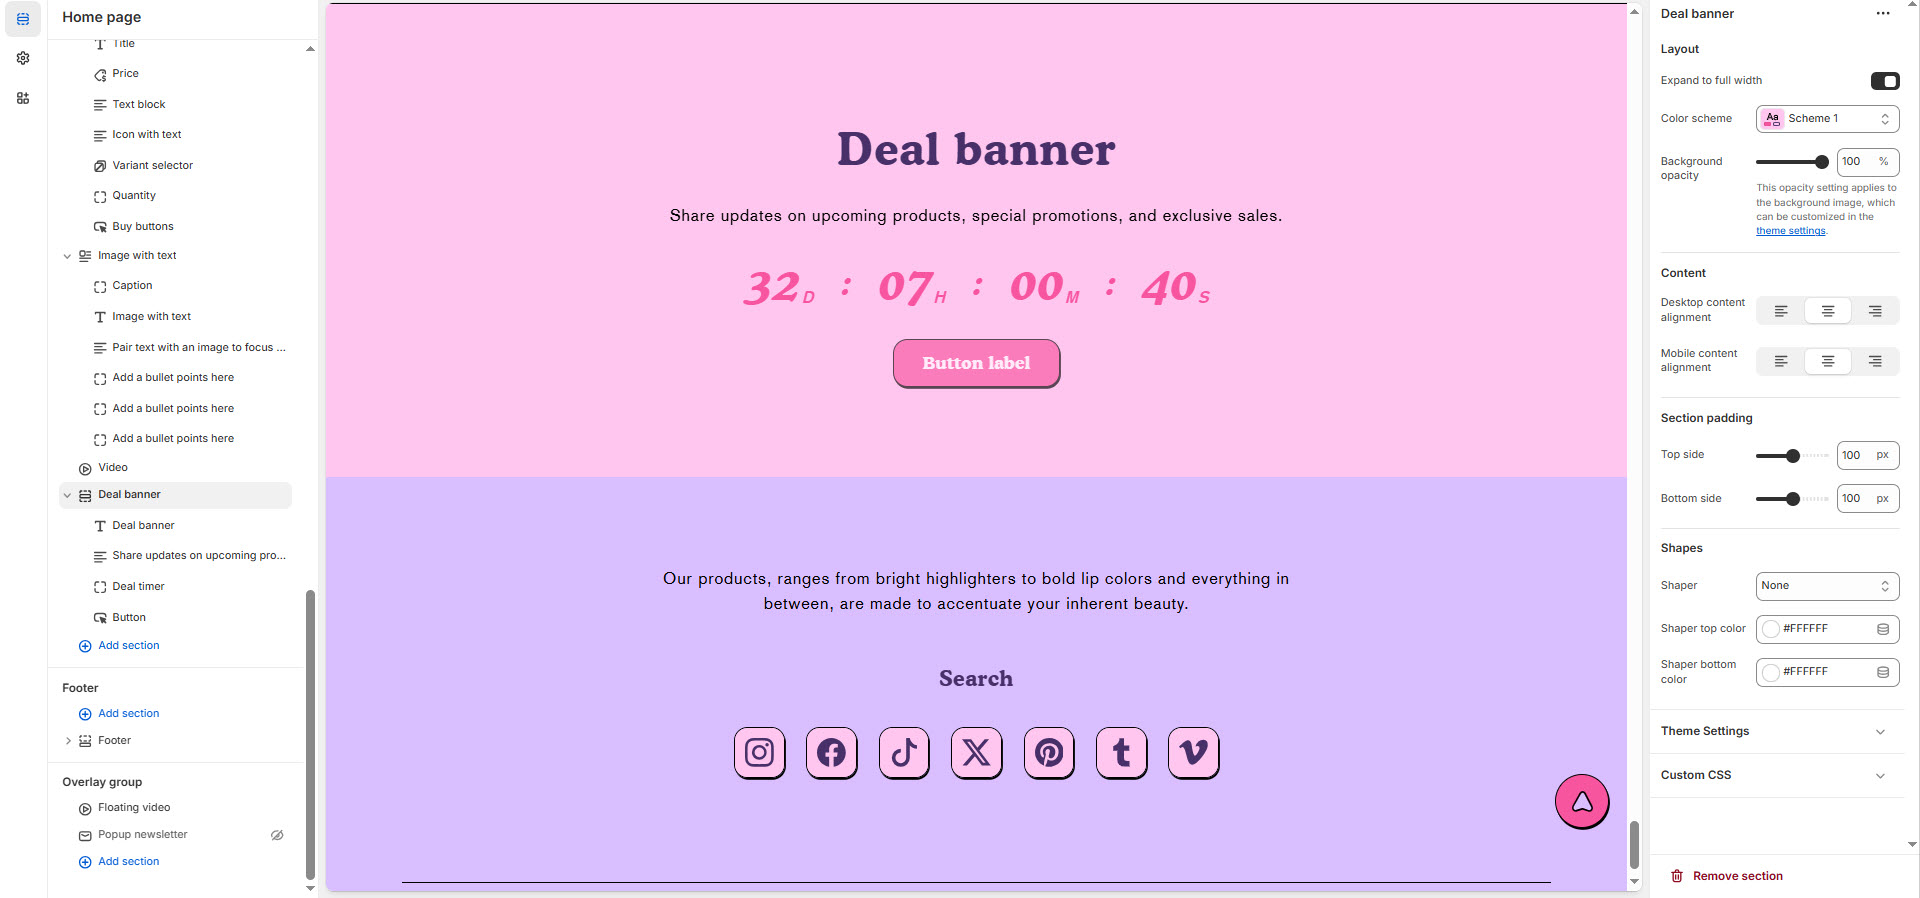 Home page
Title
Price
Text block
Icon with text
Variant selector
Quantity
Buy buttons
Image with text
Caption
Image with text
Pair text with an image to focus ...
Add a bullet points here
Add a bullet points here
Add a bullet points here
Video
Deal banner
Deal banner
Share updates on upcoming pro...
Deal timer
Button
Add section
Footer
Add section
Footer
Overlay group
Floating video
Popup newsletter
Add section
Deal banner
Share updates on upcoming products, special promotions, and exclusive sales.
32D : 07H : 00M : 40S
Button label
Our products, ranges from bright highlighters to bold lip colors and everything in
between, are made to accentuate your inherent beauty.
Search
Deal banner
Layout
Expand to full width
Color scheme
Aa Scheme 1
Background
opacity
100 %
This opacity setting applies to
the background image, which
can be customized in the
theme settings.
Content
Desktop content
alignment
Mobile content
alignment
Section padding
Top side 100 px
Bottom side 100 px
Shapes
Shaper None
Shaper top color #FFFFFF
Shaper bottom
color
#FFFFFF
Theme Settings
Custom CSS
Remove section